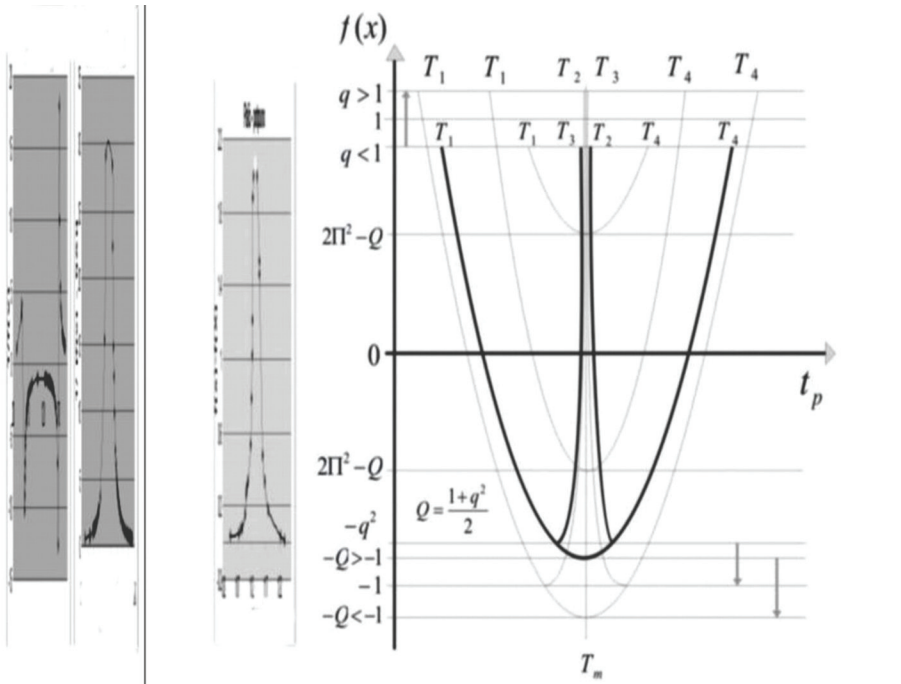 f(x)
T1 T1 T2 T3 T4 T4
q>1
1
T1 T1 T3 T2 T4 T4
q<1
2Π²−Q
0
tp
2Π²−Q
Q=1+q²/2
−q²
−Q>−1
−1
−Q<−1
Tm